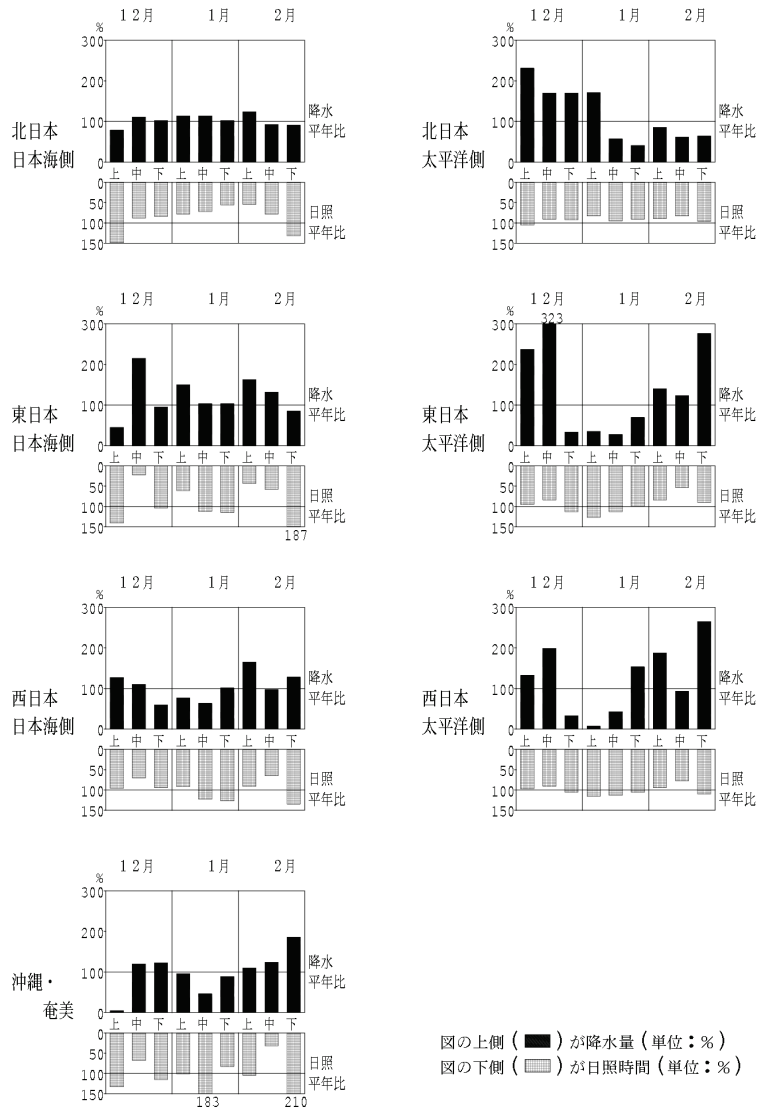 １２月 １月 ２月
%
300
200
100
0
上 中 下 上 中 下 上 中 下
0
50
100
150
北日本
日本海側
降水
平年比
日照
平年比
１２月 １月 ２月
%
300
200
100
0
上 中 下 上 中 下 上 中 下
0
50
100
150
北日本
太平洋側
降水
平年比
日照
平年比
１２月 １月 ２月
%
300
200
100
0
上 中 下 上 中 下 上 中 下
0
50
100
150
187
東日本
日本海側
降水
平年比
日照
平年比
１２月 １月 ２月
%
323
300
200
100
0
上 中 下 上 中 下 上 中 下
0
50
100
150
東日本
太平洋側
降水
平年比
日照
平年比
１２月 １月 ２月
%
300
200
100
0
上 中 下 上 中 下 上 中 下
0
50
100
150
西日本
日本海側
降水
平年比
日照
平年比
１２月 １月 ２月
%
300
200
100
0
上 中 下 上 中 下 上 中 下
0
50
100
150
西日本
太平洋側
降水
平年比
日照
平年比
１２月 １月 ２月
%
300
200
100
0
上 中 下 上 中 下 上 中 下
0
50
100
150
183 210
沖縄・
奄美
降水
平年比
日照
平年比
図の上側（ ）が降水量（単位：％）
図の下側（ ）が日照時間（単位：％）